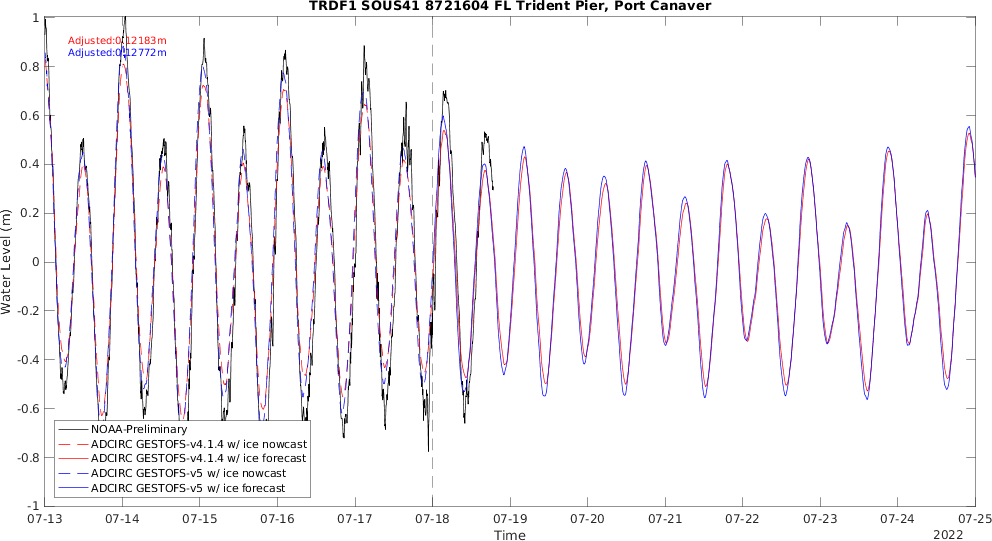 TRDF1 SOUS41 8721604 FL Trident Pier, Port Canaver
Adjusted:0.12183m
Adjusted:0.12772m
Water Level (m)
1
0.8
0.6
0.4
0.2
0
-0.2
-0.4
-0.6
-0.8
-1
NOAA-Preliminary
ADCIRC GESTOFS-v4.1.4 w/ ice nowcast
ADCIRC GESTOFS-v4.1.4 w/ ice forecast
ADCIRC GESTOFS-v5 w/ ice nowcast
ADCIRC GESTOFS-v5 w/ ice forecast
07-13 07-14 07-15 07-16 07-17 07-18 07-19 07-20 07-21 07-22 07-23 07-24 07-25
Time
2022